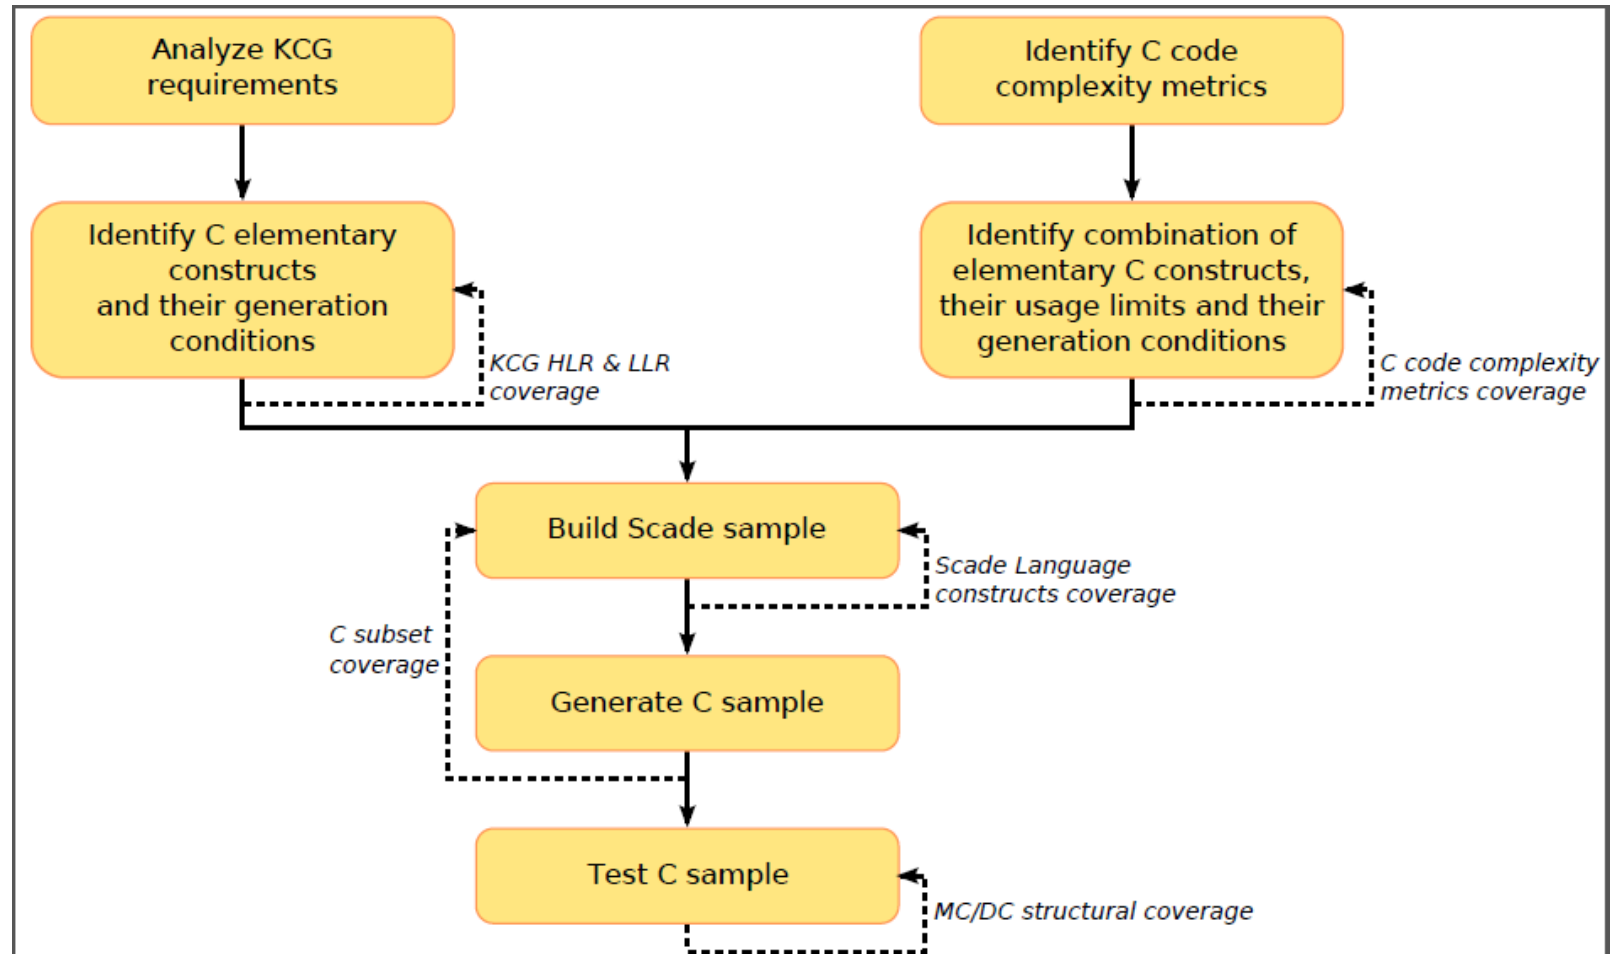 Analyze KCG
requirements
Identify C code
complexity metrics
Identify C elementary
constructs
and their generation
conditions
Identify combination of
elementary C constructs,
their usage limits and their
generation conditions
KCG HLR & LLR
coverage
C code complexity
metrics coverage
Build Scade sample
Scade Language
constructs coverage
C subset
coverage
Generate C sample
Test C sample
MC/DC structural coverage